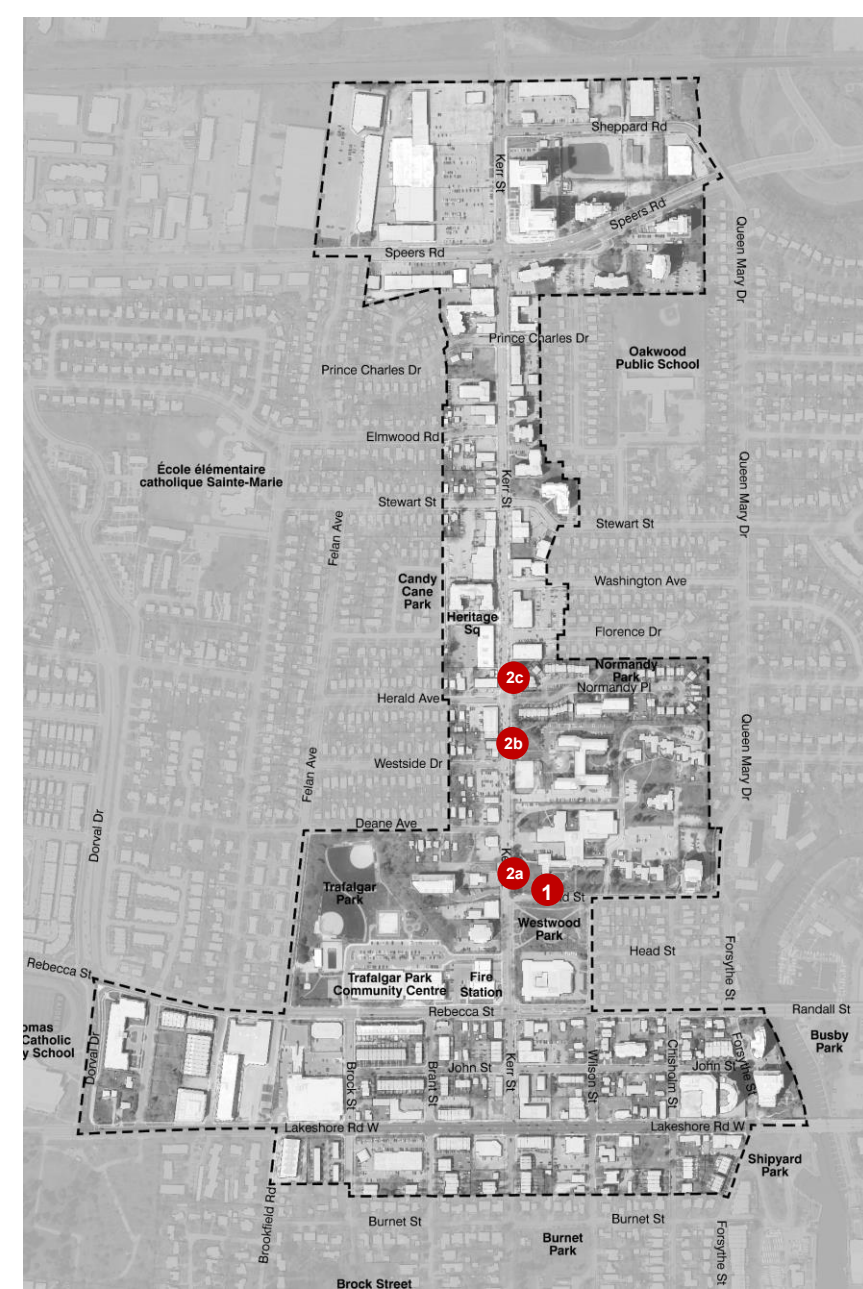 Sheppard Rd
Kerr St
Speers Rd
Queen Mary Dr
Speers Rd
Prince Charles Dr
Oakwood
Public School
Prince Charles Dr
Elmwood Rd
École élémentaire
catholique Sainte-Marie
Kerr St
Queen Mary Dr
Stewart St
Stewart St
Felan Ave
Candy
Cane
Park
Washington Ave
Heritage
Sq
Florence Dr
Normandy
Park
2c
Normandy Pl
Herald Ave
2b
Westside Dr
Queen Mary Dr
Felan Ave
Deane Ave
Dorval Dr
2a
1
Trafalgar
Park
Westwood
Park
Head St
Forsythe St
Rebecca St
Trafalgar Park
Community Centre
Fire
Station
Rebecca St
Randall St
Busby
Park
omas
Catholic
y School
Dorval Dr
Brock St
Brant St
John St
Kerr St
Wilson St
Chisholm St
Forsythe St
John St
Lakeshore Rd W
Lakeshore Rd W
Shipyard
Park
Brookfield Rd
Burnet St
Burnet St
Forsythe St
Burnet
Park
Brock Street